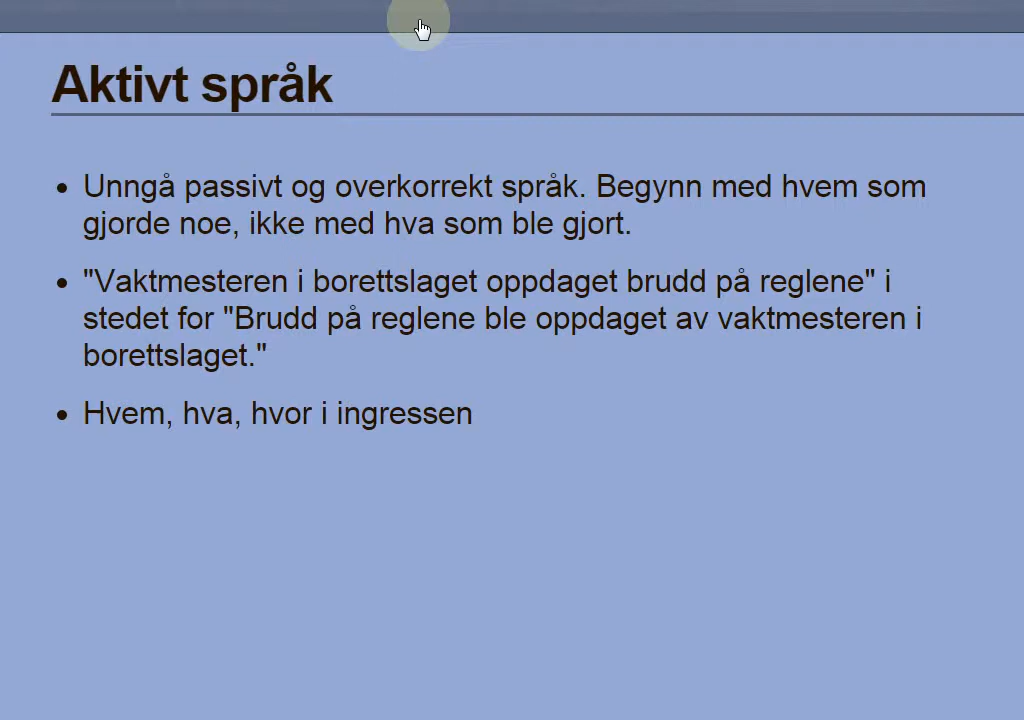 Aktivt språk
• Unngå passivt og overkorrekt språk. Begynn med hvem som
gjorde noe, ikke med hva som ble gjort.
• "Vaktmesteren i borettslaget oppdaget brudd på reglene" i
stedet for "Brudd på reglene ble oppdaget av vaktmesteren i
borettslaget."
• Hvem, hva, hvor i ingressen